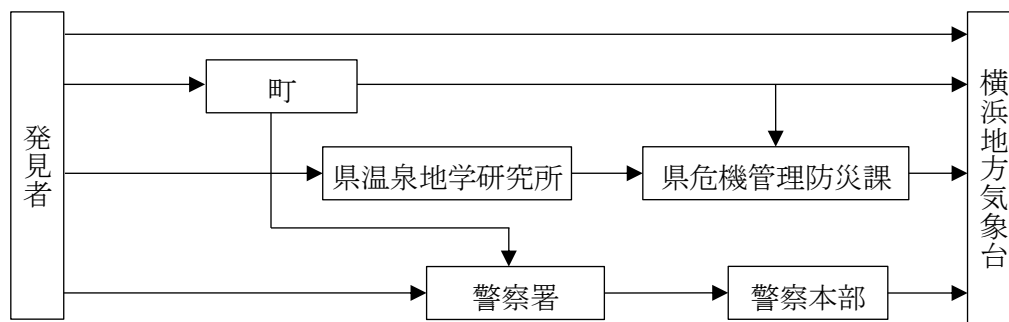 発見者
町
県温泉地学研究所
県危機管理防災課
警察署
警察本部
横浜地方気象台